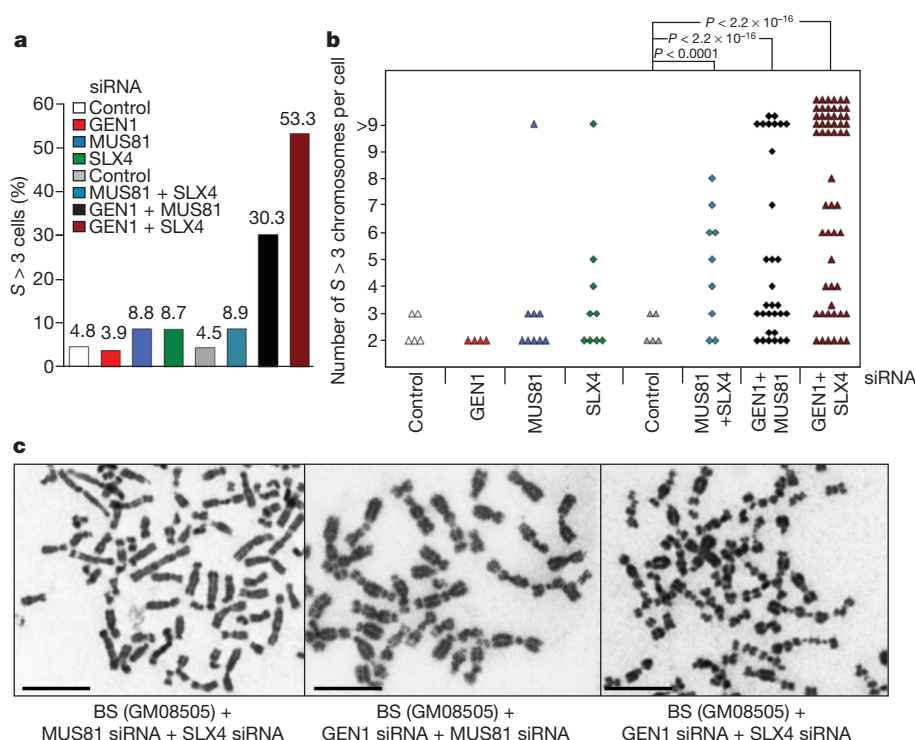 a
siRNA
Control
GEN1
MUS81
SLX4
Control
MUS81 + SLX4
GEN1 + MUS81
GEN1 + SLX4
S > 3 cells (%)
60
50
40
30
20
10
0
4.8
3.9
8.8
8.7
4.5
8.9
30.3
53.3
b
P < 2.2 × 10⁻¹⁶
P < 2.2 × 10⁻¹⁶
P < 0.0001
Number of S > 3 chromosomes per cell
>9
9
8
7
6
5
4
3
2
Control
GEN1
MUS81
SLX4
Control
MUS81
+SLX4
GEN1+
MUS81
GEN1+
SLX4
siRNA
c
BS (GM08505) +
MUS81 siRNA + SLX4 siRNA
BS (GM08505) +
GEN1 siRNA + MUS81 siRNA
BS (GM08505) +
GEN1 siRNA + SLX4 siRNA